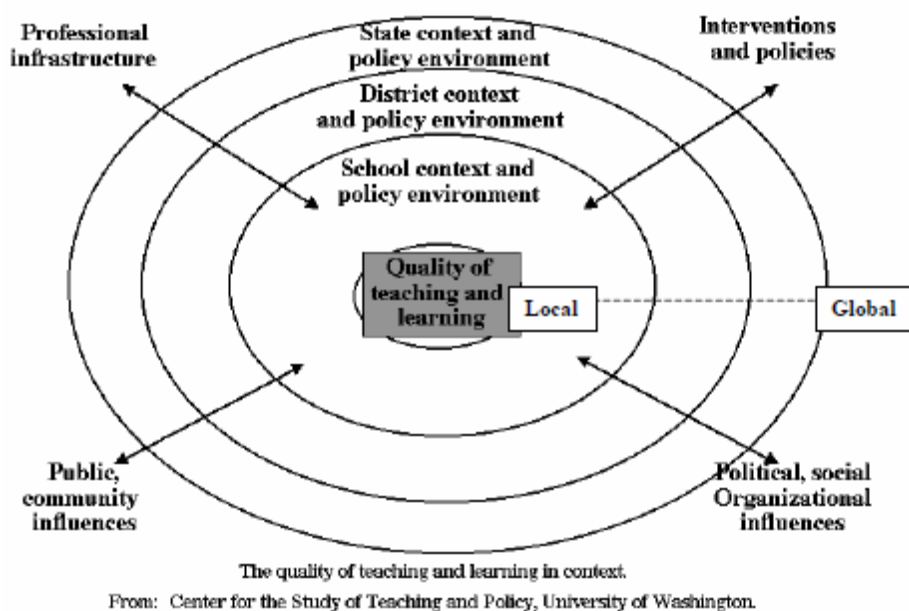 Professional
infrastructure
State context and
policy environment
Interventions
and policies
District context
and policy environment
School context and
policy environment
Quality of
teaching and
learning
Local
Global
Public,
community
influences
Political, social
Organizational
influences
The quality of teaching and learning in context.
From: Center for the Study of Teaching and Policy, University of Washington.